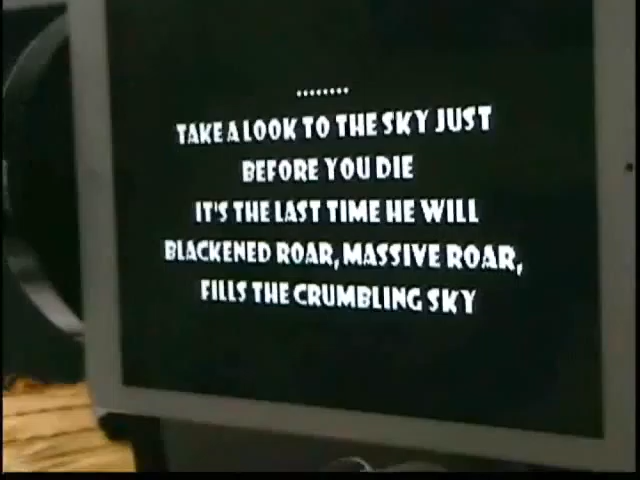 ........
TAKE A LOOK TO THE SKY JUST
BEFORE YOU DIE
IT'S THE LAST TIME HE WILL
BLACKENED ROAR, MASSIVE ROAR,
FILLS THE CRUMBLING SKY